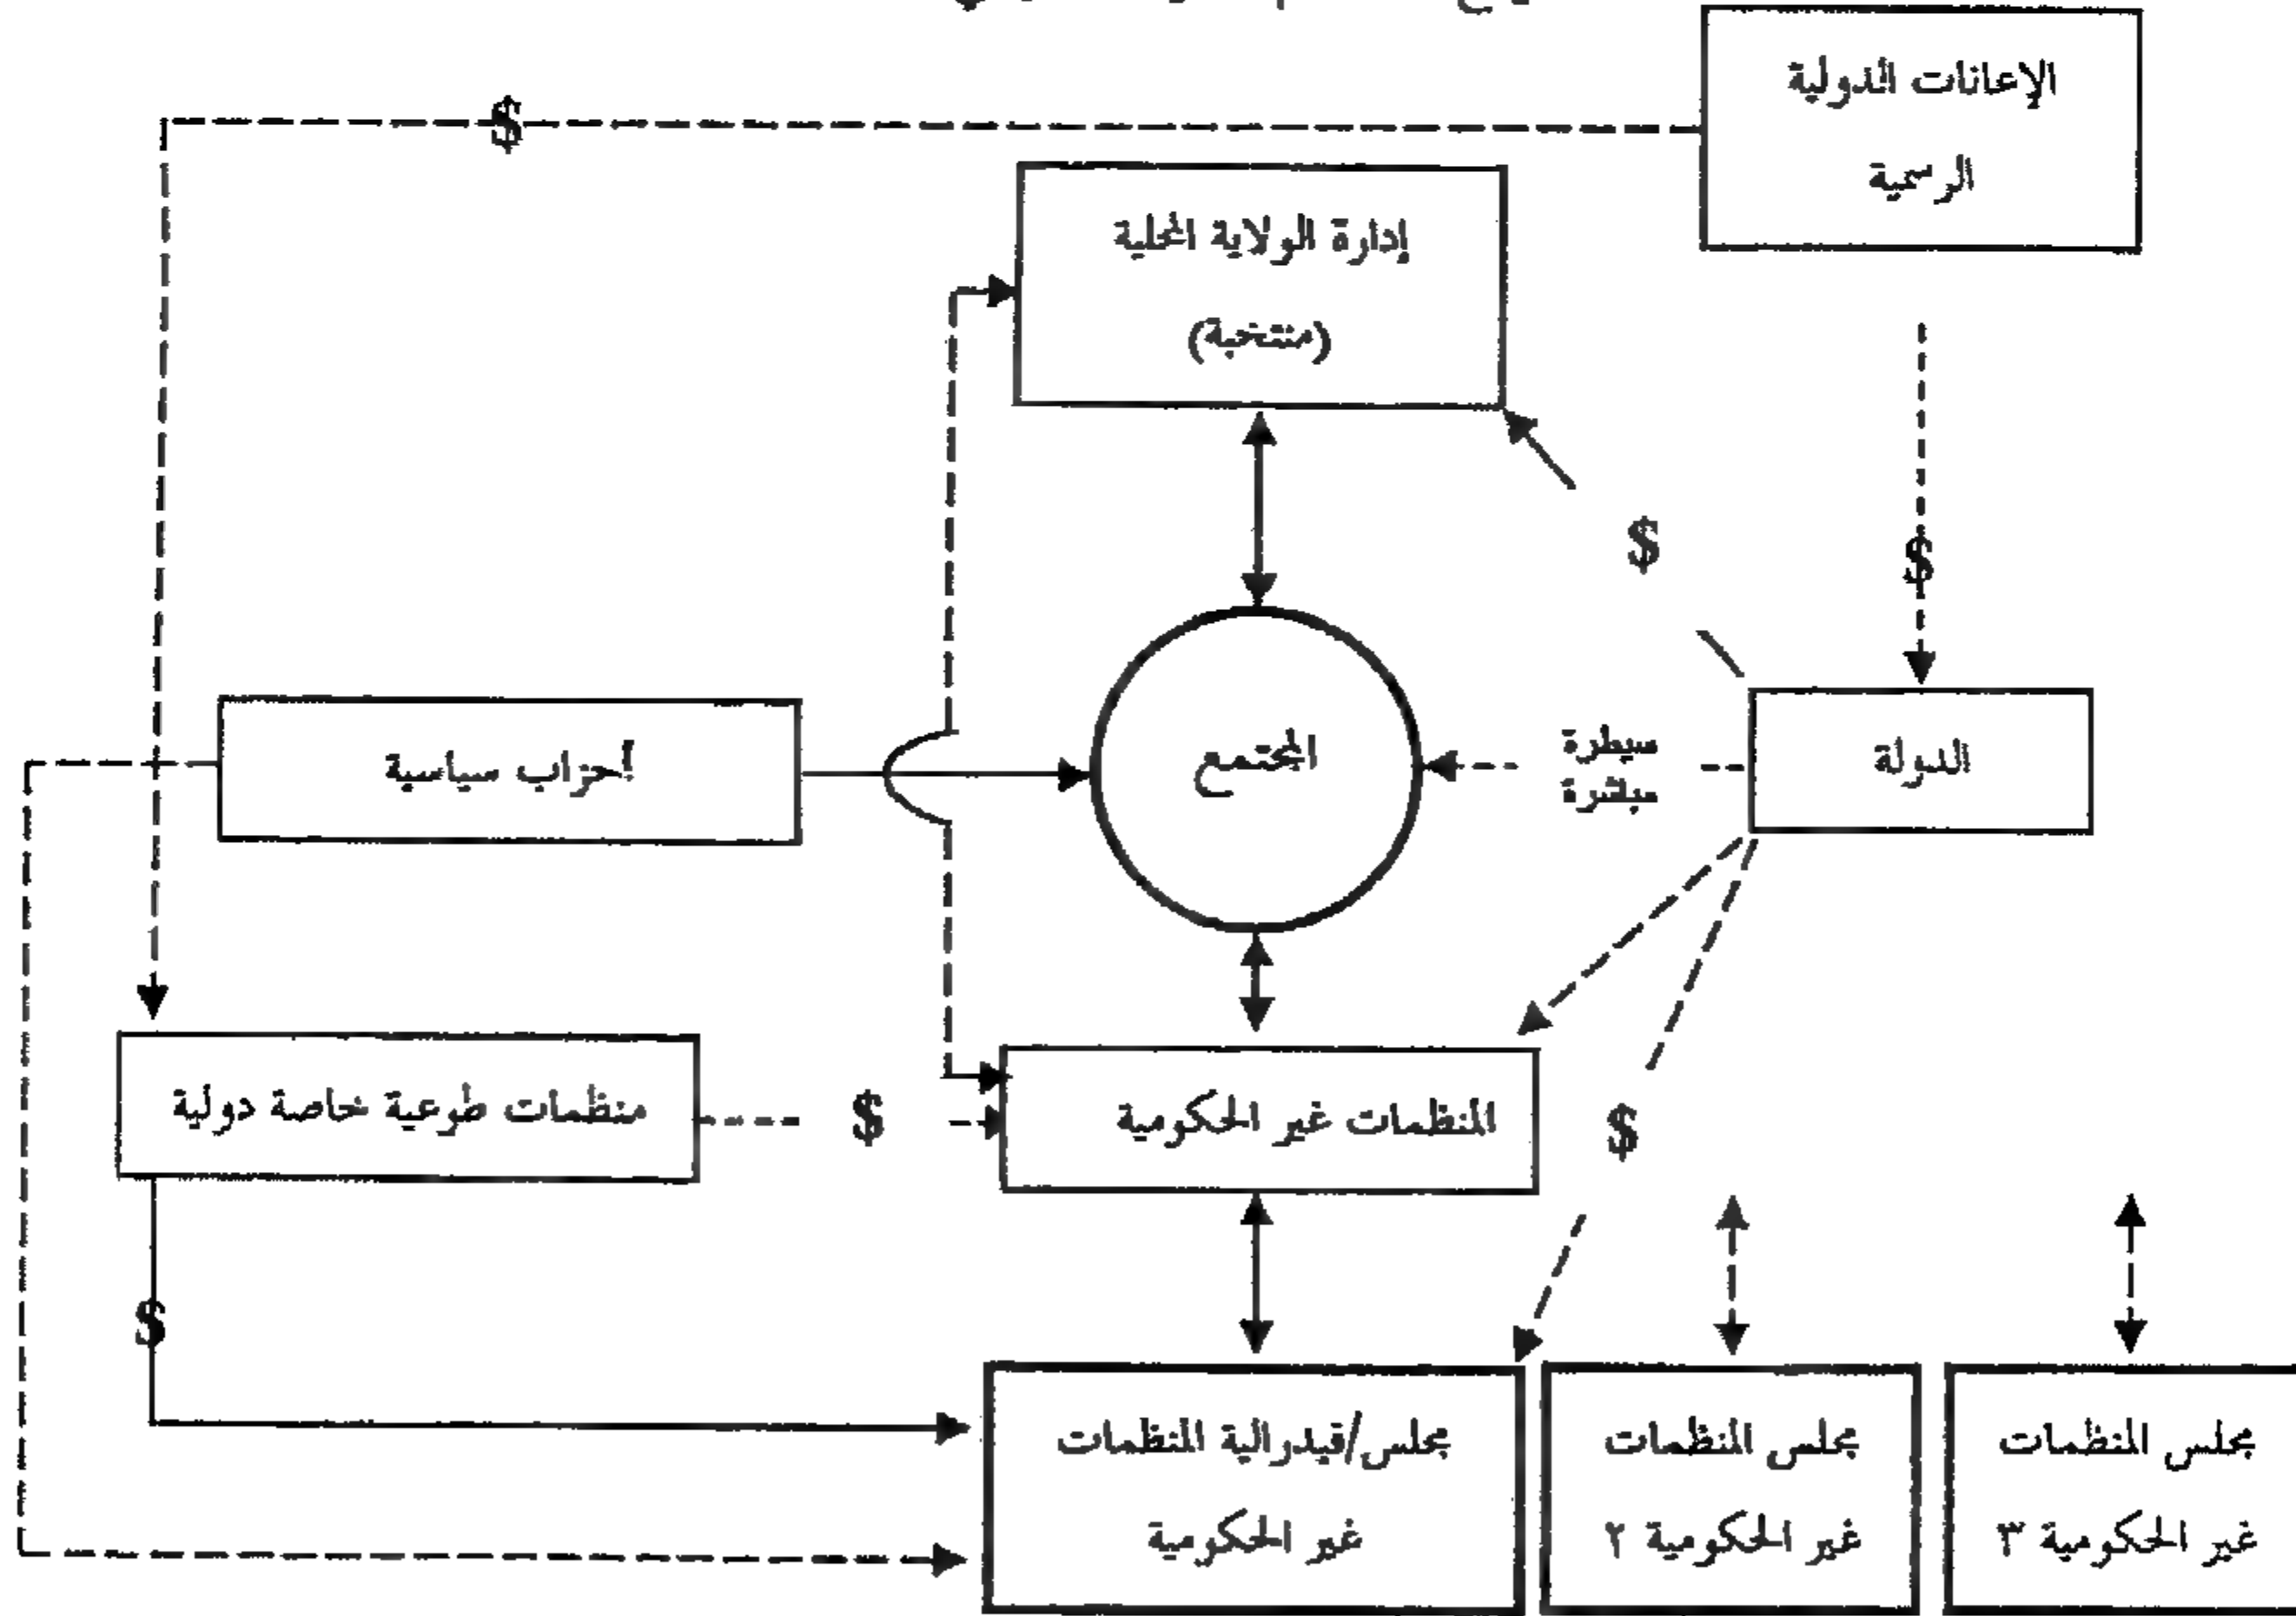 الإعانات الدولية
الرسمية
$
إدارة الولاية المحلية
(منتخبة)
$
$
أحزاب سياسية
المجتمع
سيطرة
مباشرة
الدولة
منظمات طوعية خاصة دولية
$
المنظمات غير الحكومية
$
$
مجلس/فيدرالية المنظمات
غير الحكومية
مجلس المنظمات
غير الحكومية ٢
مجلس المنظمات
غير الحكومية ٣